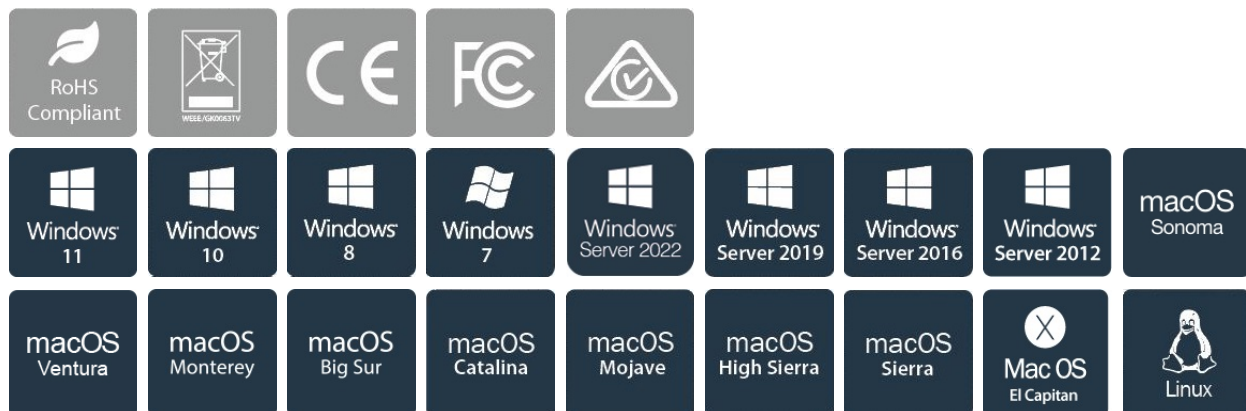 RoHS
Compliant
WEEE/GK0063TV
CE
FC
Windows
11
Windows
10
Windows
8
Windows
7
Windows
Server 2022
Windows
Server 2019
Windows
Server 2016
Windows
Server 2012
macOS
Sonoma
macOS
Ventura
macOS
Monterey
macOS
Big Sur
macOS
Catalina
macOS
Mojave
macOS
High Sierra
macOS
Sierra
X
Mac OS
El Capitan
Linux